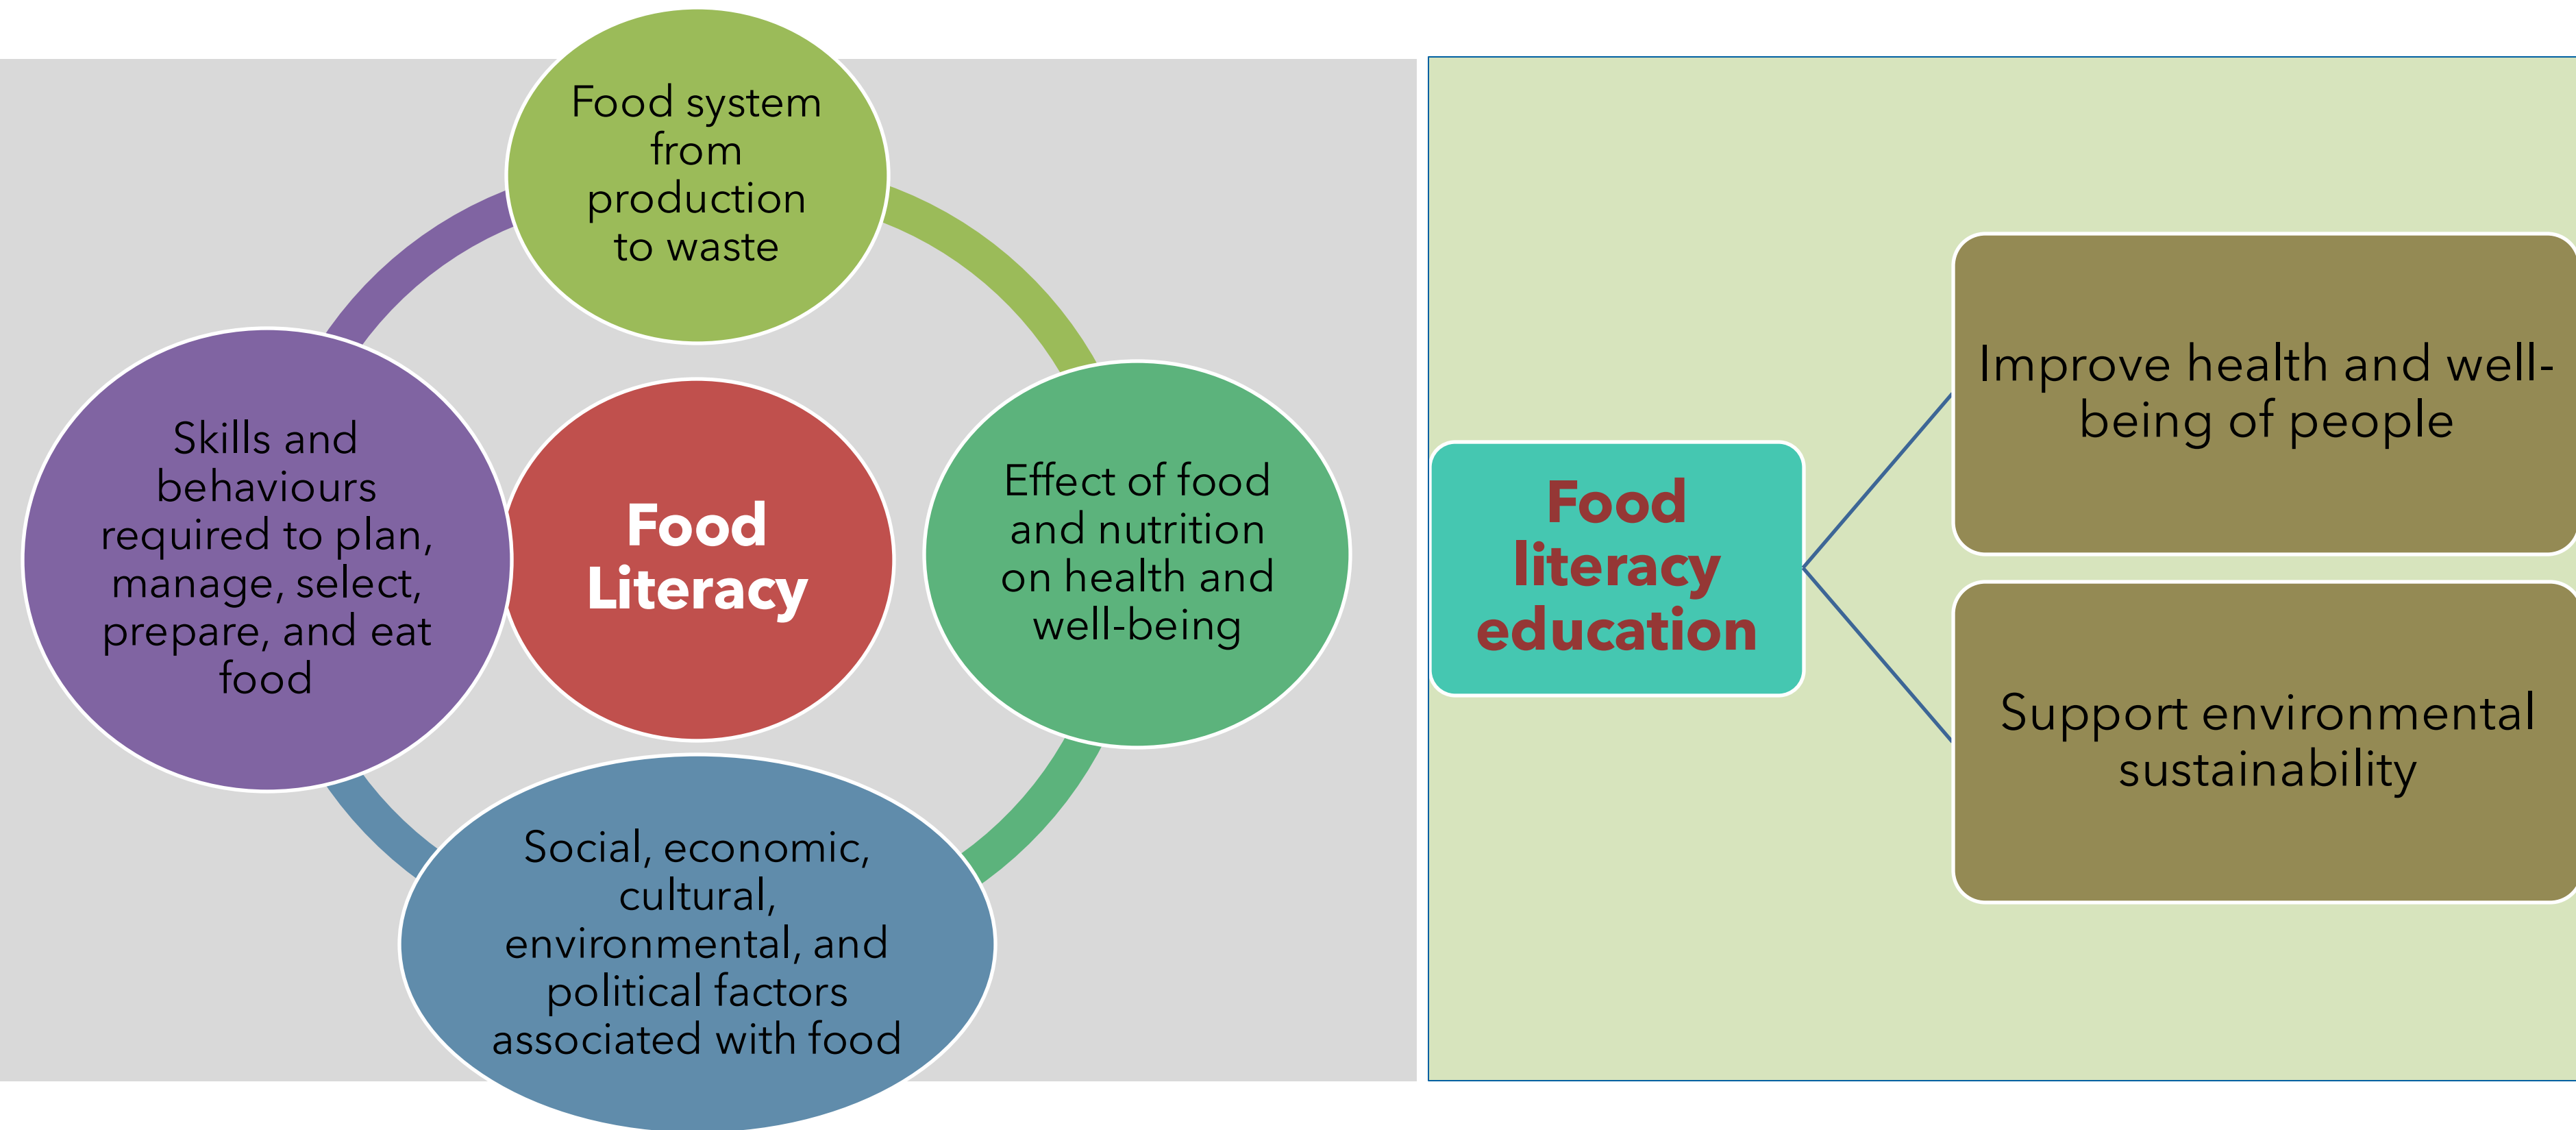 Food system
from
production
to waste
Skills and
behaviours
required to plan,
manage, select,
prepare, and eat
food
Food
Literacy
Effect of food
and nutrition
on health and
well-being
Social, economic,
cultural,
environmental, and
political factors
associated with food
Food
literacy
education
Improve health and well-
being of people
Support environmental
sustainability